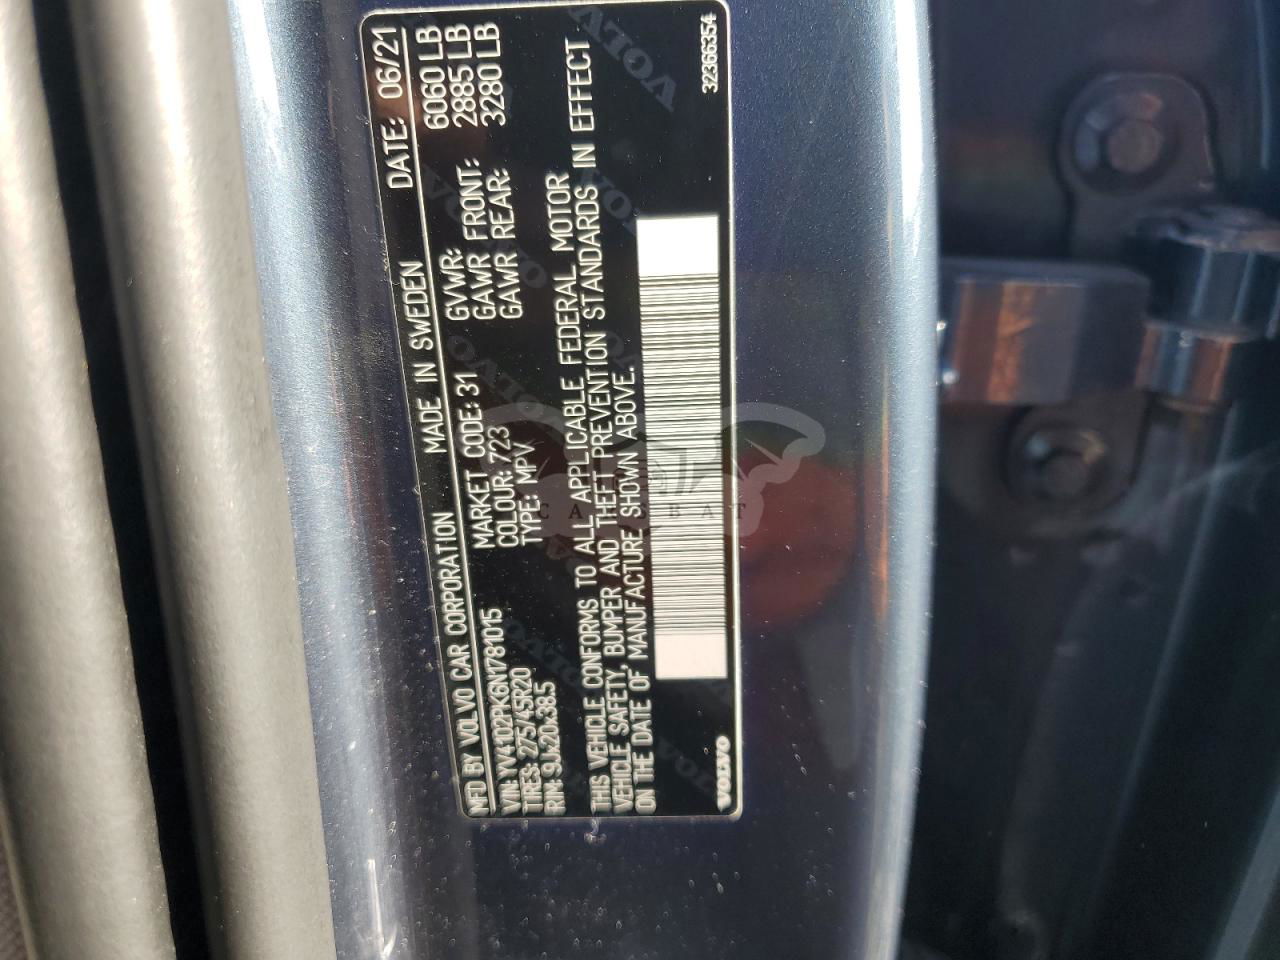 MFD BY VOLVO CAR CORPORATION MADE IN SWEDEN DATE: 06/21
VIN: YV4102PK6N1781015 MARKET CODE: 31 GVWR: 6060 LB
TIRES: 275/45R20 COLOUR: 723 GAWR FRONT: 2885 LB
RIM: 9Jx20x38.5 TYPE: MPV GAWR REAR: 3280 LB
THIS VEHICLE CONFORMS TO ALL APPLICABLE FEDERAL MOTOR
VEHICLE SAFETY, BUMPER AND THEFT PREVENTION STANDARDS IN EFFECT
ON THE DATE OF MANUFACTURE SHOWN ABOVE.
VOLVO 32366354
CARSBAT